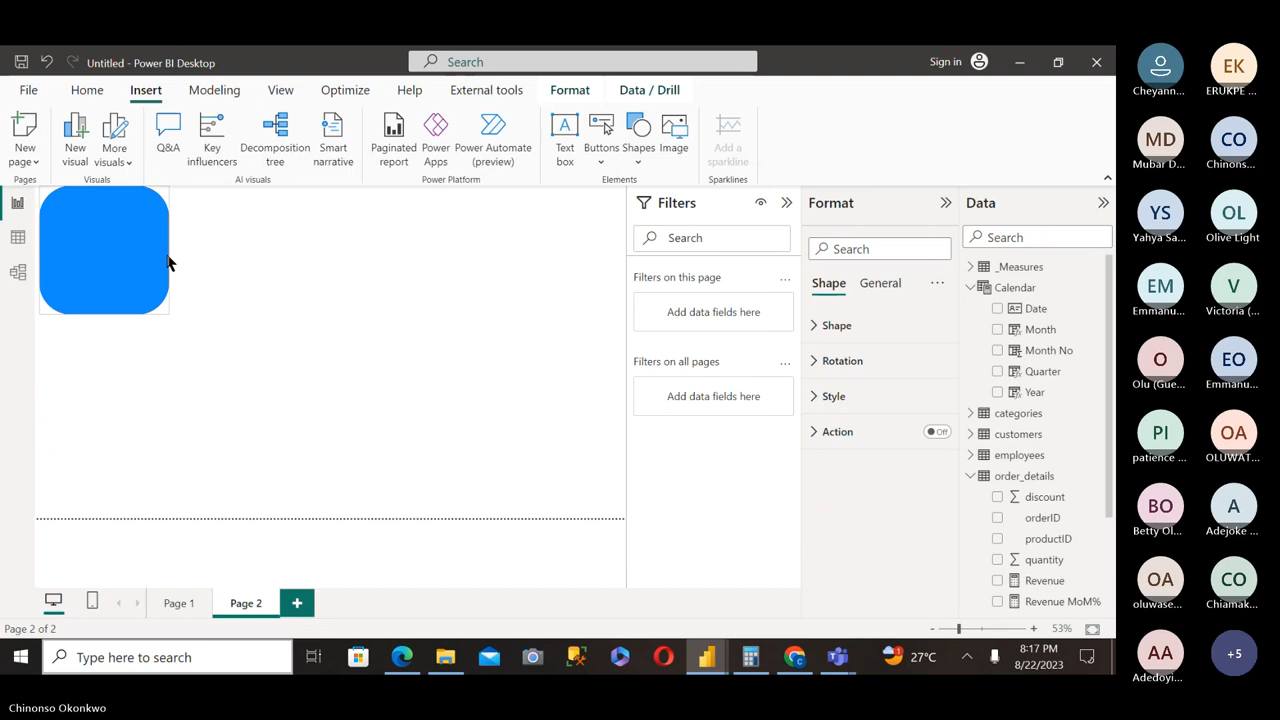 Untitled - Power BI Desktop
Search
Sign in
File
Home
Insert
Modeling
View
Optimize
Help
External tools
Format
Data / Drill
New page
New visual
More visuals
Q&A
Key influencers
Decomposition tree
Smart narrative
Paginated report
Power Apps
Power Automate (preview)
Text box
Buttons
Shapes
Image
Add a sparkline
Pages
Visuals
AI visuals
Power Platform
Elements
Sparklines
Filters
Search
Filters on this page
...
Add data fields here
Filters on all pages
...
Add data fields here
Format
Search
Shape
General
...
Shape
Rotation
Style
Action
Off
Data
Search
_Measures
Calendar
Date
Month
Month No
Quarter
Year
categories
customers
employees
order_details
discount
orderID
productID
quantity
Revenue
Revenue MoM%
Page 1
Page 2
Page 2 of 2
53%
Type here to search
27°C
8:17 PM
8/22/2023
Cheyann...
EK
ERUKPE ...
MD
Mubar D...
CO
Chinons...
YS
Yahya Sa...
OL
Olive Light
EM
Emmanu...
V
Victoria (...
O
Olu (Gue...
EO
Emmanu...
PI
patience ...
OA
OLUWAT...
BO
Betty Ol...
A
Adejoke ...
OA
oluwase...
CO
Chiamak...
AA
Adedoyi...
+5
Chinonso Okonkwo